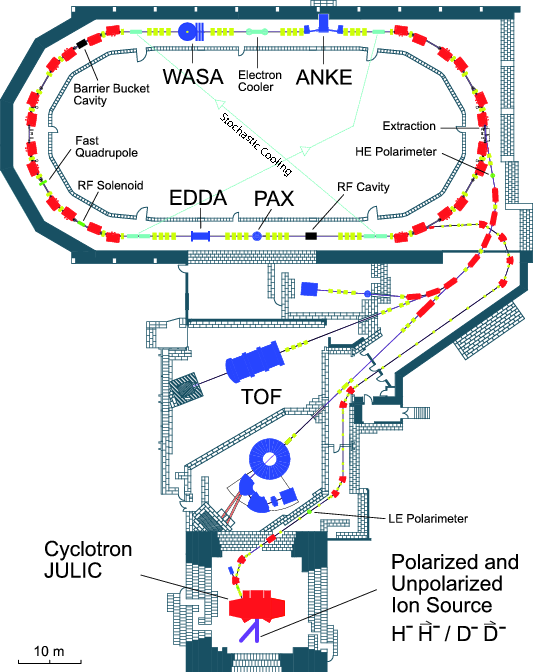 WASA
Electron
Cooler
ANKE
Barrier Bucket
Cavity
Extraction
Stochastic Cooling
Fast
Quadrupole
HE Polarimeter
RF Solenoid
EDDA
PAX
RF Cavity
TOF
LE Polarimeter
Cyclotron
JULIC
Polarized and
Unpolarized
Ion Source
H⁻ H⃗⁻ / D⁻ D⃗⁻
10 m